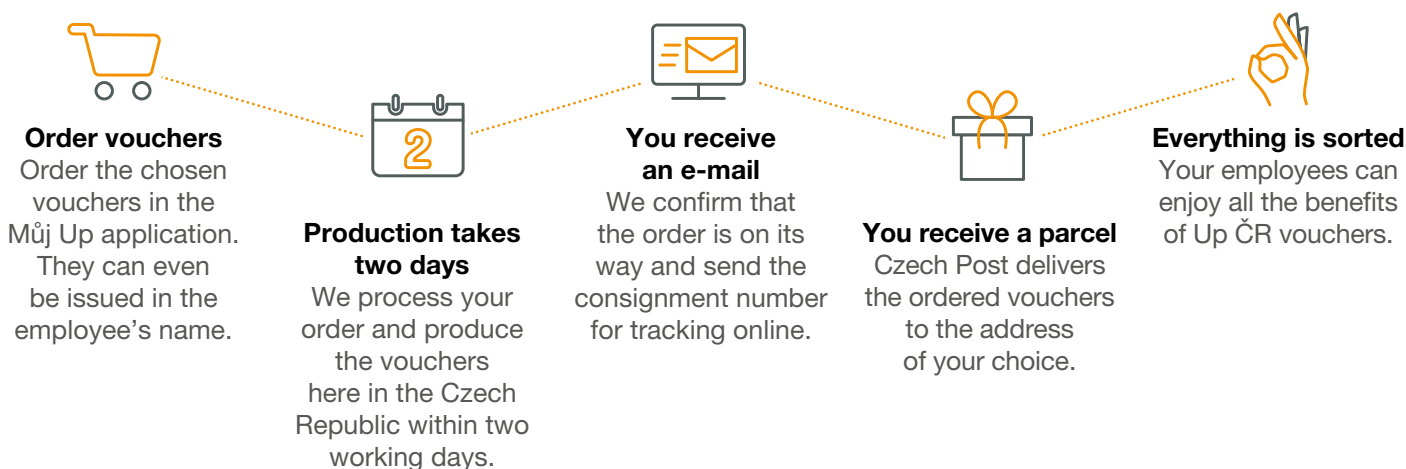 Order vouchers
Order the chosen
vouchers in the
Můj Up application.
They can even
be issued in the
employee’s name.
2
Production takes
two days
We process your
order and produce
the vouchers
here in the Czech
Republic within two
working days.
You receive
an e-mail
We confirm that
the order is on its
way and send the
consignment number
for tracking online.
You receive a parcel
Czech Post delivers
the ordered vouchers
to the address
of your choice.
Everything is sorted
Your employees can
enjoy all the benefits
of Up ČR vouchers.